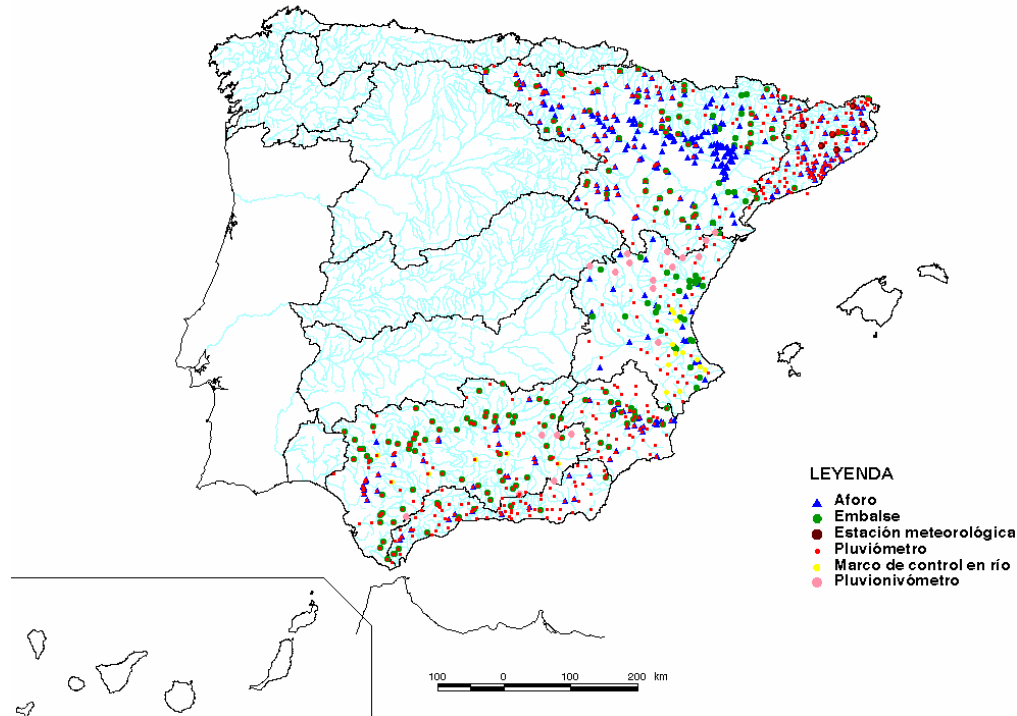 LEYENDA
Aforo
Embalse
Estación meteorológica
Pluviómetro
Marco de control en río
Pluvionivómetro
100 0 100 200 km